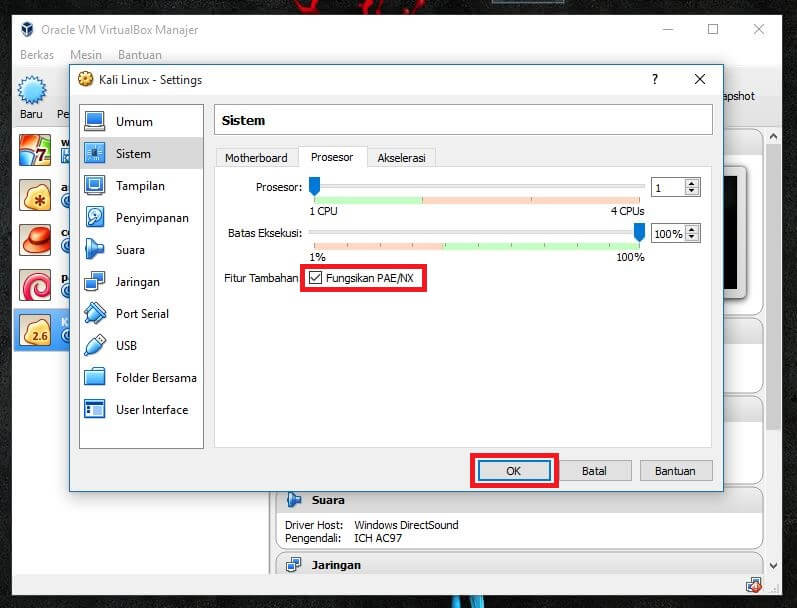 Oracle VM VirtualBox Manajer
Berkas Mesin Bantuan
Baru
Kali Linux - Settings
?
Umum
Sistem
Tampilan
Penyimpanan
Suara
Jaringan
Port Serial
USB
Folder Bersama
User Interface
Sistem
Motherboard Prosesor Akselerasi
Prosesor: 1
1 CPU 4 CPUs
Batas Eksekusi: 100%
1% 100%
Fitur Tambahan Fungsikan PAE/NX
OK Batal Bantuan
2.6
Suara
Driver Host: Windows DirectSound
Pengendali: ICH AC97
Jaringan